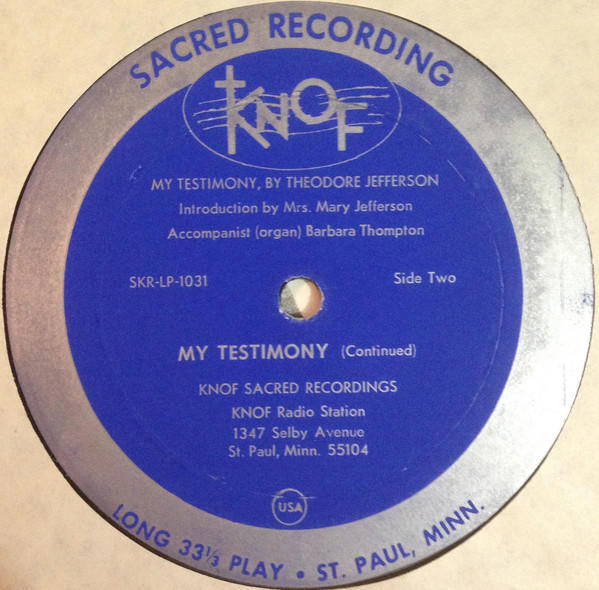 SACRED RECORDING
KNOF
MY TESTIMONY, BY THEODORE JEFFERSON
Introduction by Mrs. Mary Jefferson
Accompanist (organ) Barbara Thompton
SKR-LP-1031
Side Two
MY TESTIMONY (Continued)
KNOF SACRED RECORDINGS
KNOF Radio Station
1347 Selby Avenue
St. Paul, Minn. 55104
USA
LONG 33⅓ PLAY • ST. PAUL, MINN.